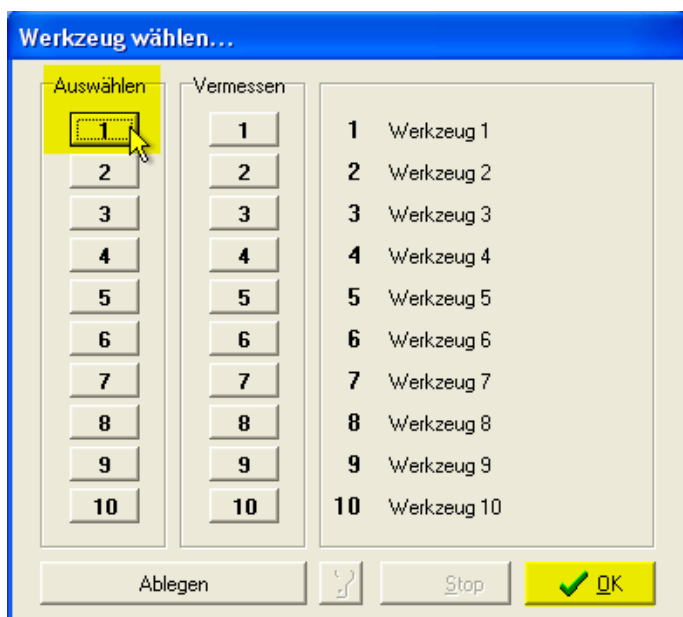 Werkzeug wählen...
Auswählen Vermessen
1 1 1 Werkzeug 1
2 2 2 Werkzeug 2
3 3 3 Werkzeug 3
4 4 4 Werkzeug 4
5 5 5 Werkzeug 5
6 6 6 Werkzeug 6
7 7 7 Werkzeug 7
8 8 8 Werkzeug 8
9 9 9 Werkzeug 9
10 10 10 Werkzeug 10
Ablegen Stop OK